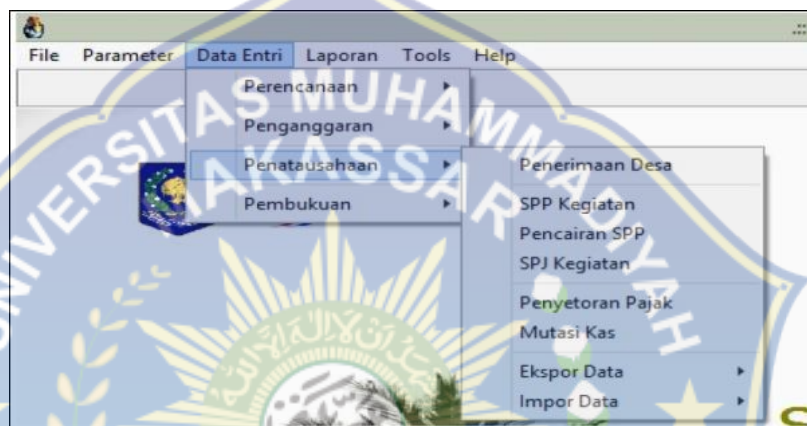 File Parameter Data Entri Laporan Tools Help
Perencanaan
Penganggaran
Penatausahaan
Pembukuan
Penerimaan Desa
SPP Kegiatan
Pencairan SPP
SPJ Kegiatan
Penyetoran Pajak
Mutasi Kas
Ekspor Data
Impor Data
UNIVERSITAS MUHAMMADIYAH
MAKASSAR
S